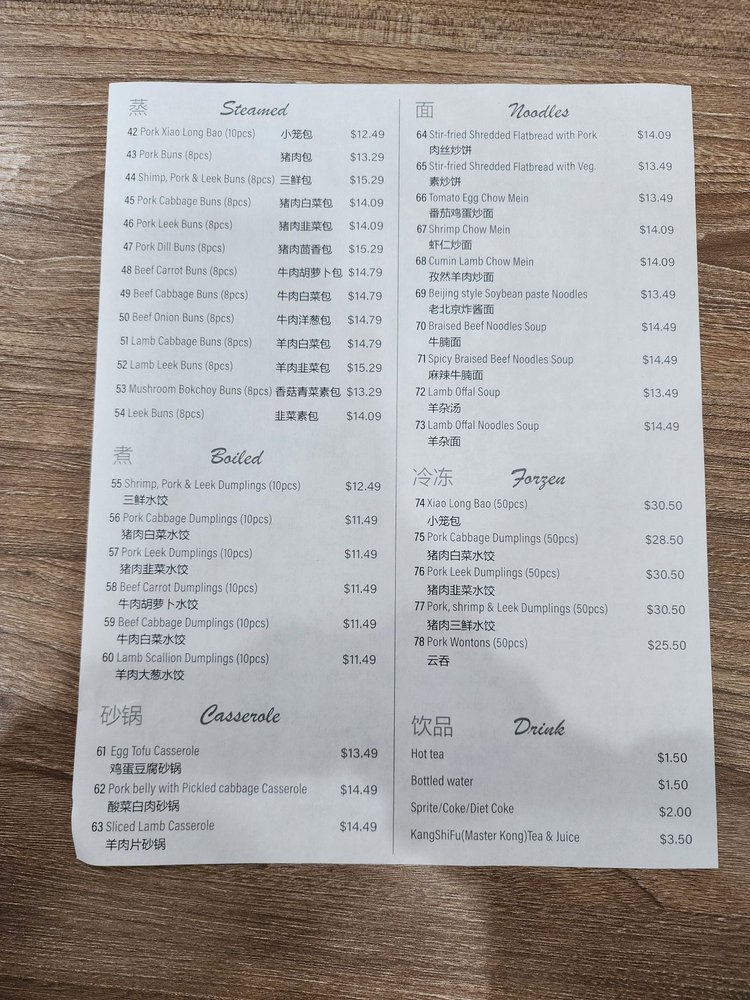 蒸 Steamed
42 Pork Xiao Long Bao (10pcs) 小笼包 $12.49
43 Pork Buns (8pcs) 猪肉包 $13.29
44 Shimp, Pork & Leek Buns (8pcs) 三鲜包 $15.29
45 Pork Cabbage Buns (8pcs) 猪肉白菜包 $14.09
46 Pork Leek Buns (8pcs) 猪肉韭菜包 $14.09
47 Pork Dill Buns (8pcs) 猪肉茴香包 $15.29
48 Beef Carrot Buns (8pcs) 牛肉胡萝卜包 $14.79
49 Beef Cabbage Buns (8pcs) 牛肉白菜包 $14.79
50 Beef Onion Buns (8pcs) 牛肉洋葱包 $14.79
51 Lamb Cabbage Buns (8pcs) 羊肉白菜包 $14.79
52 Lamb Leek Buns (8pcs) 羊肉韭菜包 $15.29
53 Mushroom Bokchoy Buns (8pcs) 香菇青菜素包 $13.29
54 Leek Buns (8pcs) 韭菜素包 $14.09
煮 Boiled
55 Shrimp, Pork & Leek Dumplings (10pcs) $12.49
三鲜水饺
56 Pork Cabbage Dumplings (10pcs) $11.49
猪肉白菜水饺
57 Pork Leek Dumplings (10pcs) $11.49
猪肉韭菜水饺
58 Beef Carrot Dumplings (10pcs) $11.49
牛肉胡萝卜水饺
59 Beef Cabbage Dumplings (10pcs) $11.49
牛肉白菜水饺
60 Lamb Scallion Dumplings (10pcs) $11.49
羊肉大葱水饺
砂锅 Casserole
61 Egg Tofu Casserole $13.49
鸡蛋豆腐砂锅
62 Pork belly with Pickled cabbage Casserole $14.49
酸菜白肉砂锅
63 Sliced Lamb Casserole $14.49
羊肉片砂锅
面 Noodles
64 Stir-fried Shredded Flatbread with Pork $14.09
肉丝炒饼
65 Stir-fried Shredded Flatbread with Veg. $13.49
素炒饼
66 Tomato Egg Chow Mein $13.49
番茄鸡蛋炒面
67 Shrimp Chow Mein $14.09
虾仁炒面
68 Cumin Lamb Chow Mein $14.09
孜然羊肉炒面
69 Beijing style Soybean paste Noodles $13.49
老北京炸酱面
70 Braised Beef Noodles Soup $14.49
牛腩面
71 Spicy Braised Beef Noodles Soup $14.49
麻辣牛腩面
72 Lamb Offal Soup $13.49
羊杂汤
73 Lamb Offal Noodles Soup $14.49
羊杂面
冷冻 Forzen
74 Xiao Long Bao (50pcs) $30.50
小笼包
75 Pork Cabbage Dumplings (50pcs) $28.50
猪肉白菜水饺
76 Pork Leek Dumplings (50pcs) $30.50
猪肉韭菜水饺
77 Pork, shrimp & Leek Dumplings (50pcs) $30.50
猪肉三鲜水饺
78 Pork Wontons (50pcs) $25.50
云吞
饮品 Drink
Hot tea $1.50
Bottled water $1.50
Sprite/Coke/Diet Coke $2.00
KangShiFu(Master Kong)Tea & Juice $3.50